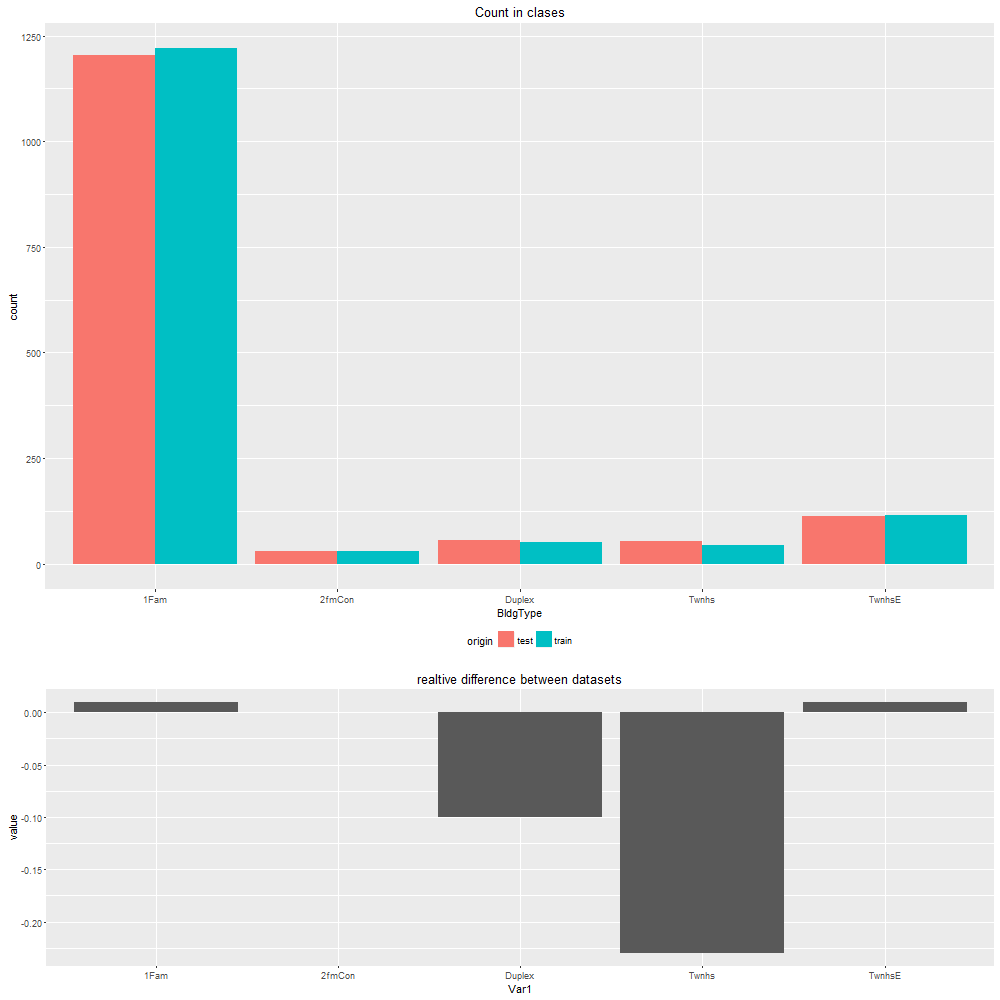 Count in clases
1250
1000
750
500
250
0
count
1Fam 2fmCon Duplex Twnhs TwnhsE
BldgType
origin test train
realtive difference between datasets
0.00
-0.05
-0.10
-0.15
-0.20
value
1Fam 2fmCon Duplex Twnhs TwnhsE
Var1